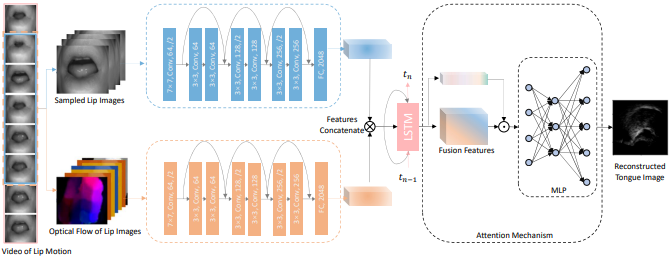 7×7, Conv, 64, /2
3×3, Conv, 64
3×3, Conv, 64
3×3, Conv, 128, /2
3×3, Conv, 128
3×3, Conv, 256, /2
3×3, Conv, 256
FC, 2048
Sampled Lip Images
Features
Concatenate
tn
LSTM
tn−1
Fusion Features
MLP
Reconstructed
Tongue Image
Attention Mechanism
7×7, Conv, 64, /2
3×3, Conv, 64
3×3, Conv, 64
3×3, Conv, 128, /2
3×3, Conv, 128
3×3, Conv, 256, /2
3×3, Conv, 256
FC, 2048
Optical Flow of Lip Images
Video of Lip Motion